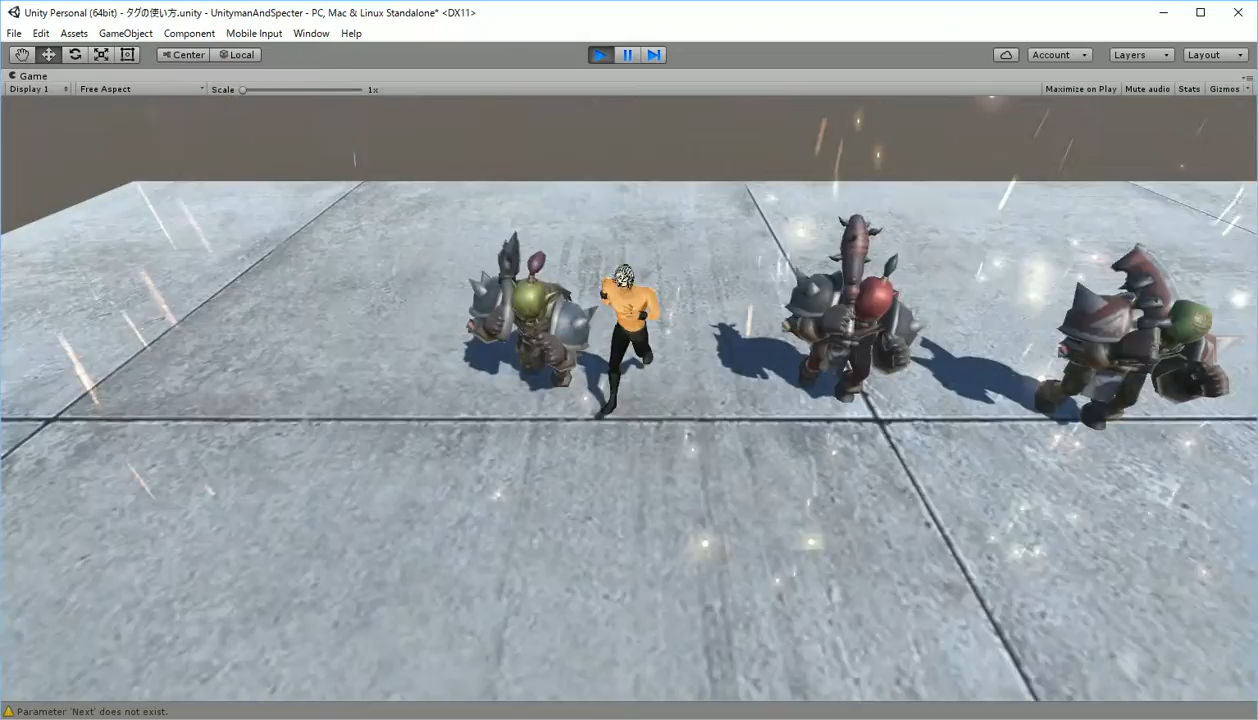 Unity Personal (64bit) - タグの使い方.unity - UnitymanAndSpecter - PC, Mac & Linux Standalone* <DX11>
File Edit Assets GameObject Component Mobile Input Window Help
Center Local Account Layers Layout
Game
Display 1 Free Aspect Scale 1x Maximize on Play Mute audio Stats Gizmos
Parameter 'Next' does not exist.